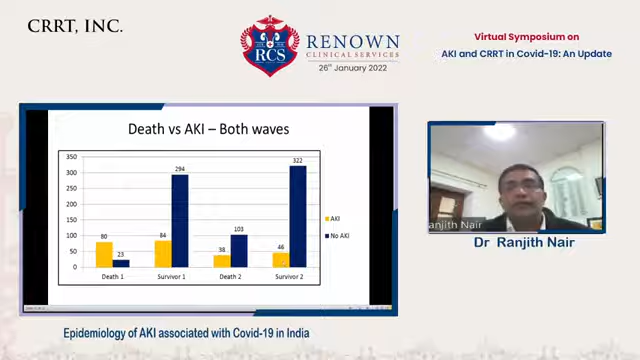 CRRT, INC.
RCS
RENOWN
CLINICAL SERVICES
26th January 2022
Virtual Symposium on
AKI and CRRT in Covid-19: An Update
Death vs AKI – Both waves
350
300
250
200
150
100
50
0
80
23
84
294
38
103
46
322
Death 1
Survivor 1
Death 2
Survivor 2
AKI
No AKI
anjith Nair
Dr Ranjith Nair
Epidemiology of AKI associated with Covid-19 in India